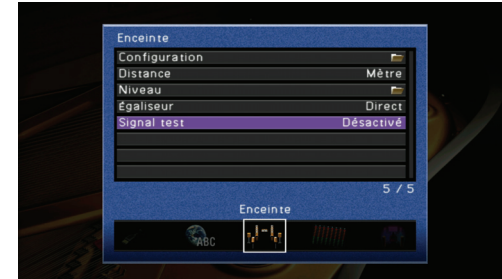 Enceinte
Configuration
Distance Mètre
Niveau
Égaliseur Direct
Signal test Désactivé
5 / 5
Enceinte
ABC